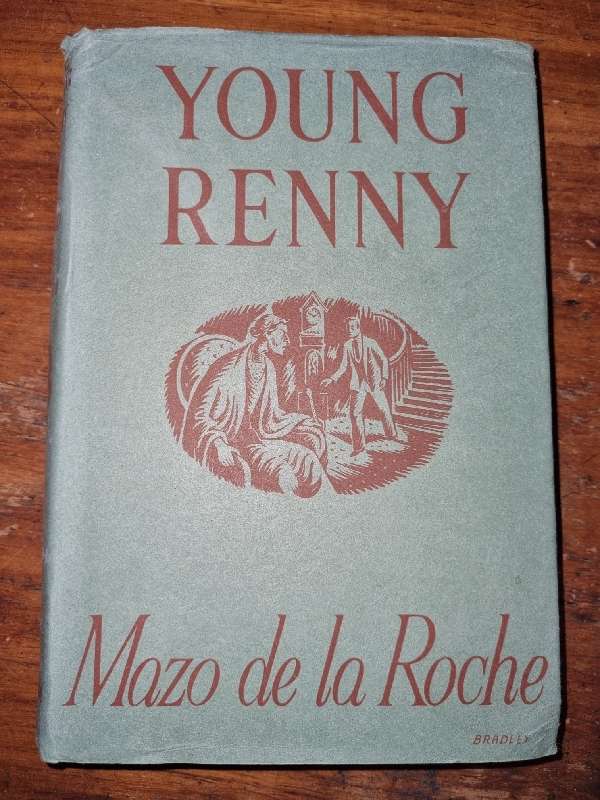 YOUNG
RENNY
Mazo de la Roche
BRADLEY